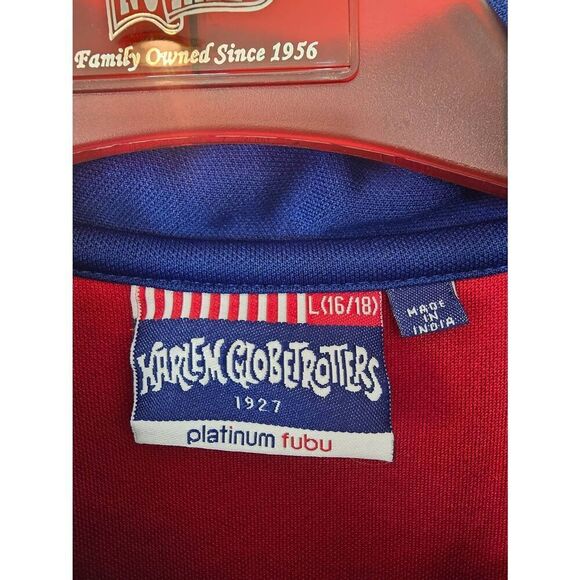 Family Owned Since 1956
L(16/18)
MADE
IN
INDIA
HARLEM GLOBETROTTERS
1927
platinum fubu